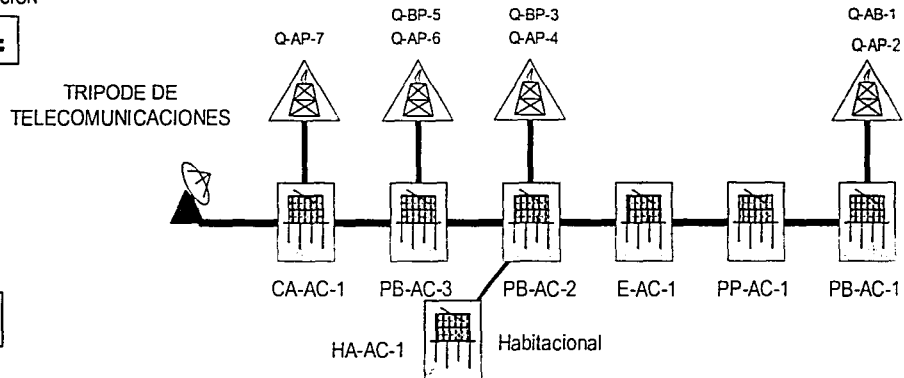 Q-BP-5
Q-BP-3
Q-AB-1
Q-AP-7
Q-AP-6
Q-AP-4
Q-AP-2
TRIPODE DE
TELECOMUNICACIONES
CA-AC-1
PB-AC-3
PB-AC-2
E-AC-1
PP-AC-1
PB-AC-1
HA-AC-1
Habitacional